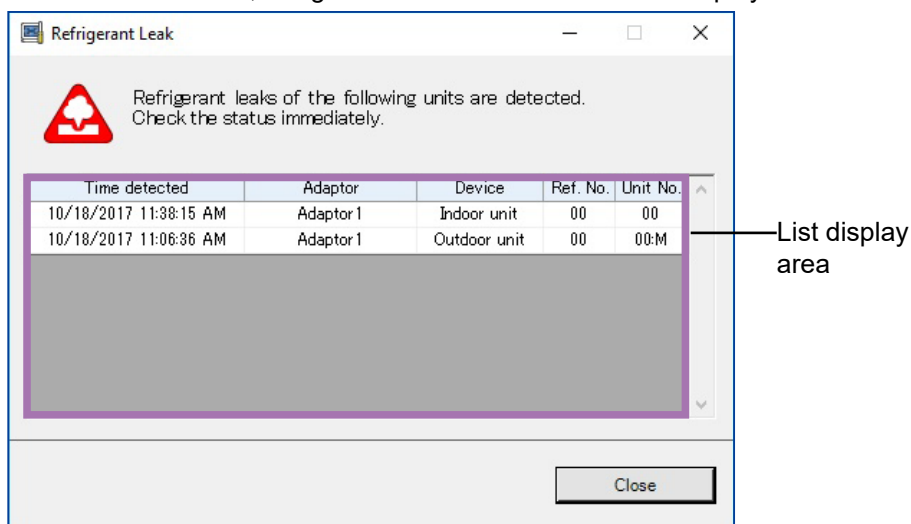 Refrigerant Leak
Refrigerant leaks of the following units are detected.
Check the status immediately.
Time detected Adaptor Device Ref. No. Unit No.
10/18/2017 11:38:15 AM Adaptor1 Indoor unit 00 00
10/18/2017 11:06:36 AM Adaptor1 Outdoor unit 00 00:M
List display
area
Close